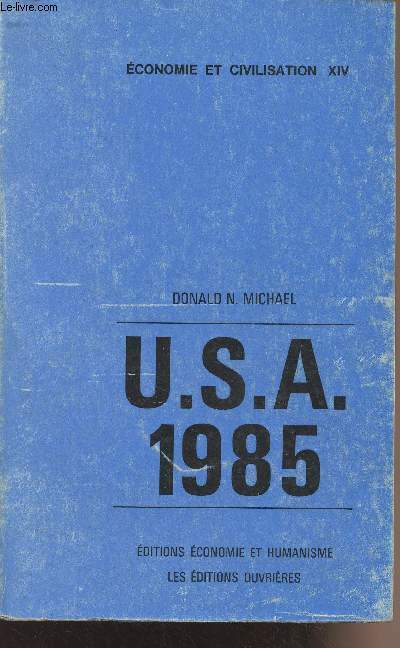 Le-livre.com
ÉCONOMIE ET CIVILISATION XIV
DONALD N. MICHAEL
U.S.A.
1985
ÉDITIONS ÉCONOMIE ET HUMANISME
LES ÉDITIONS OUVRIÈRES